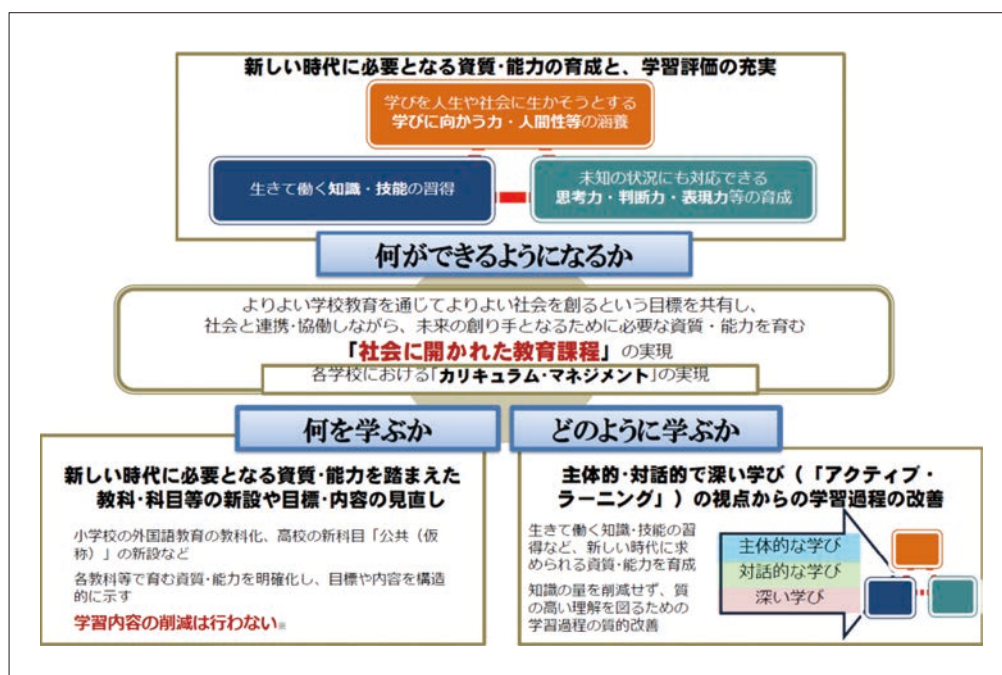 新しい時代に必要となる資質・能力の育成と、学習評価の充実
学びを人生や社会に生かそうとする
学びに向かう力・人間性等の涵養
生きて働く知識・技能の習得
未知の状況にも対応できる
思考力・判断力・表現力等の育成
何ができるようになるか
よりよい学校教育を通じてよりよい社会を創るという目標を共有し、
社会と連携・協働しながら、未来の創り手となるために必要な資質・能力を育む
「社会に開かれた教育課程」の実現
各学校における「カリキュラム・マネジメント」の実現
何を学ぶか
新しい時代に必要となる資質・能力を踏まえた
教科・科目等の新設や目標・内容の見直し
小学校の外国語教育の教科化、高校の新科目「公共（仮
称）」の新設など
各教科等で育む資質・能力を明確化し、目標や内容を構造
的に示す
学習内容の削減は行わない※
どのように学ぶか
主体的・対話的で深い学び（「アクティブ・
ラーニング」）の視点からの学習過程の改善
生きて働く知識・技能の習
得など、新しい時代に求
められる資質・能力を育成
知識の量を削減せず、質
の高い理解を図るための
学習過程の質的改善
主体的な学び
対話的な学び
深い学び